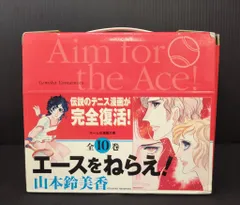 Aim for
the Ace!
伝説のテニス漫画が
完全復活!
全10巻
エースをねらえ!
山本鈴美香